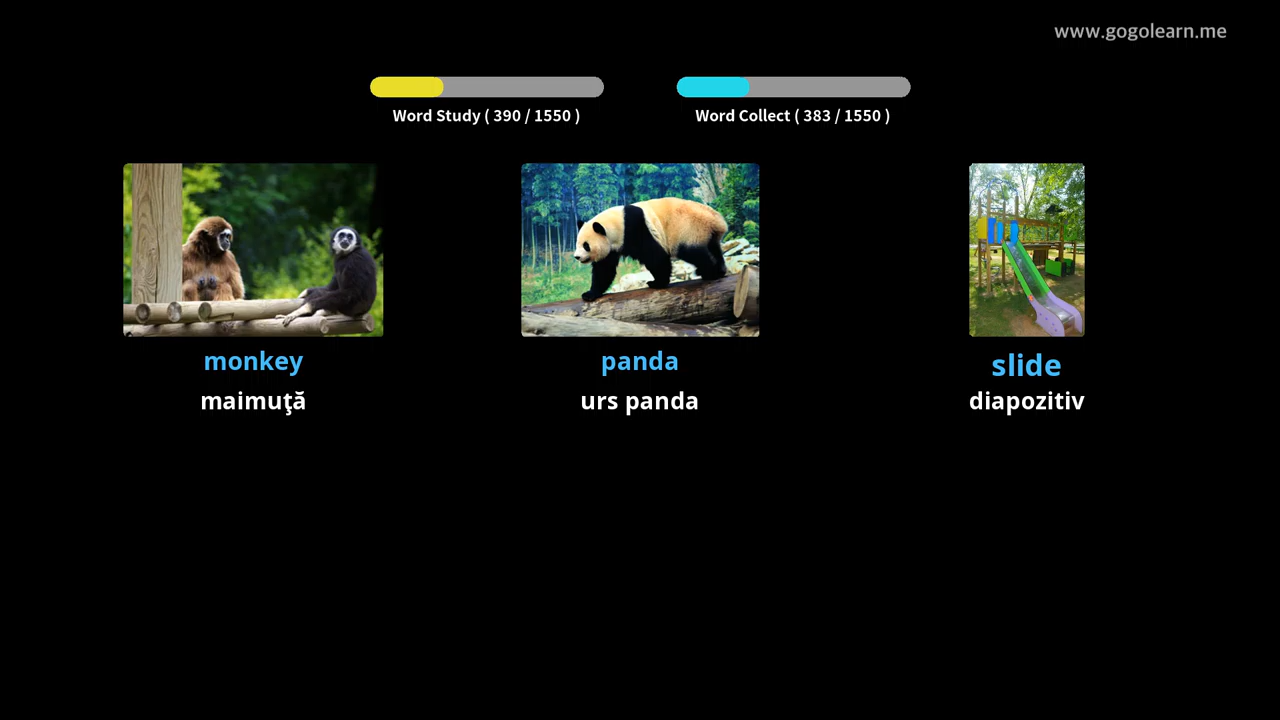 www.gogolearn.me
Word Study ( 390 / 1550 )
Word Collect ( 383 / 1550 )
monkey
panda
slide
maimuţă
urs panda
diapozitiv